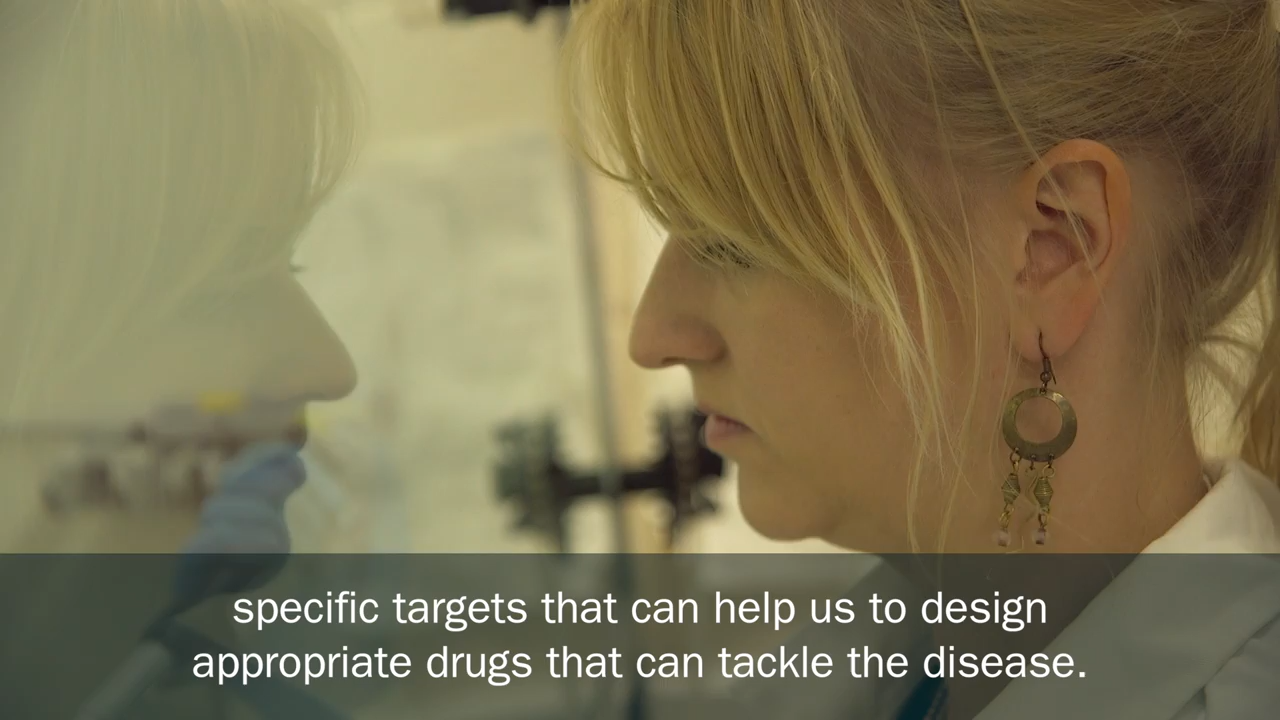 specific targets that can help us to design
appropriate drugs that can tackle the disease.